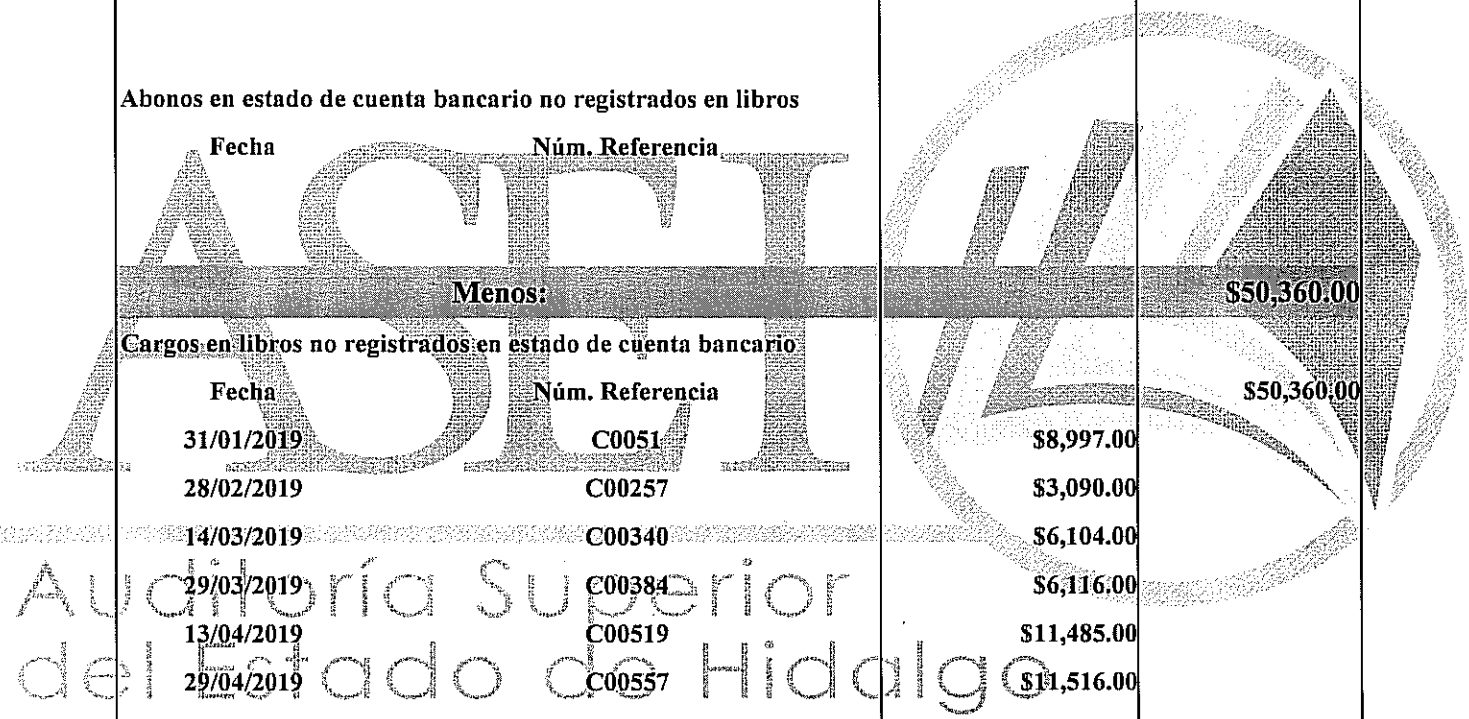 Abonos en estado de cuenta bancario no registrados en libros
Fecha Núm. Referencia
Menos: $50,360.00
Cargos en libros no registrados en estado de cuenta bancario
Fecha Núm. Referencia $50,360.00
31/01/2019 C0051 $8,997.00
28/02/2019 C00257 $3,090.00
14/03/2019 C00340 $6,104.00
29/03/2019 C00384 $6,116.00
13/04/2019 C00519 $11,485.00
29/04/2019 C00557 $11,516.00
ASEH
Auditoría Superior
del Estado de Hidalgo